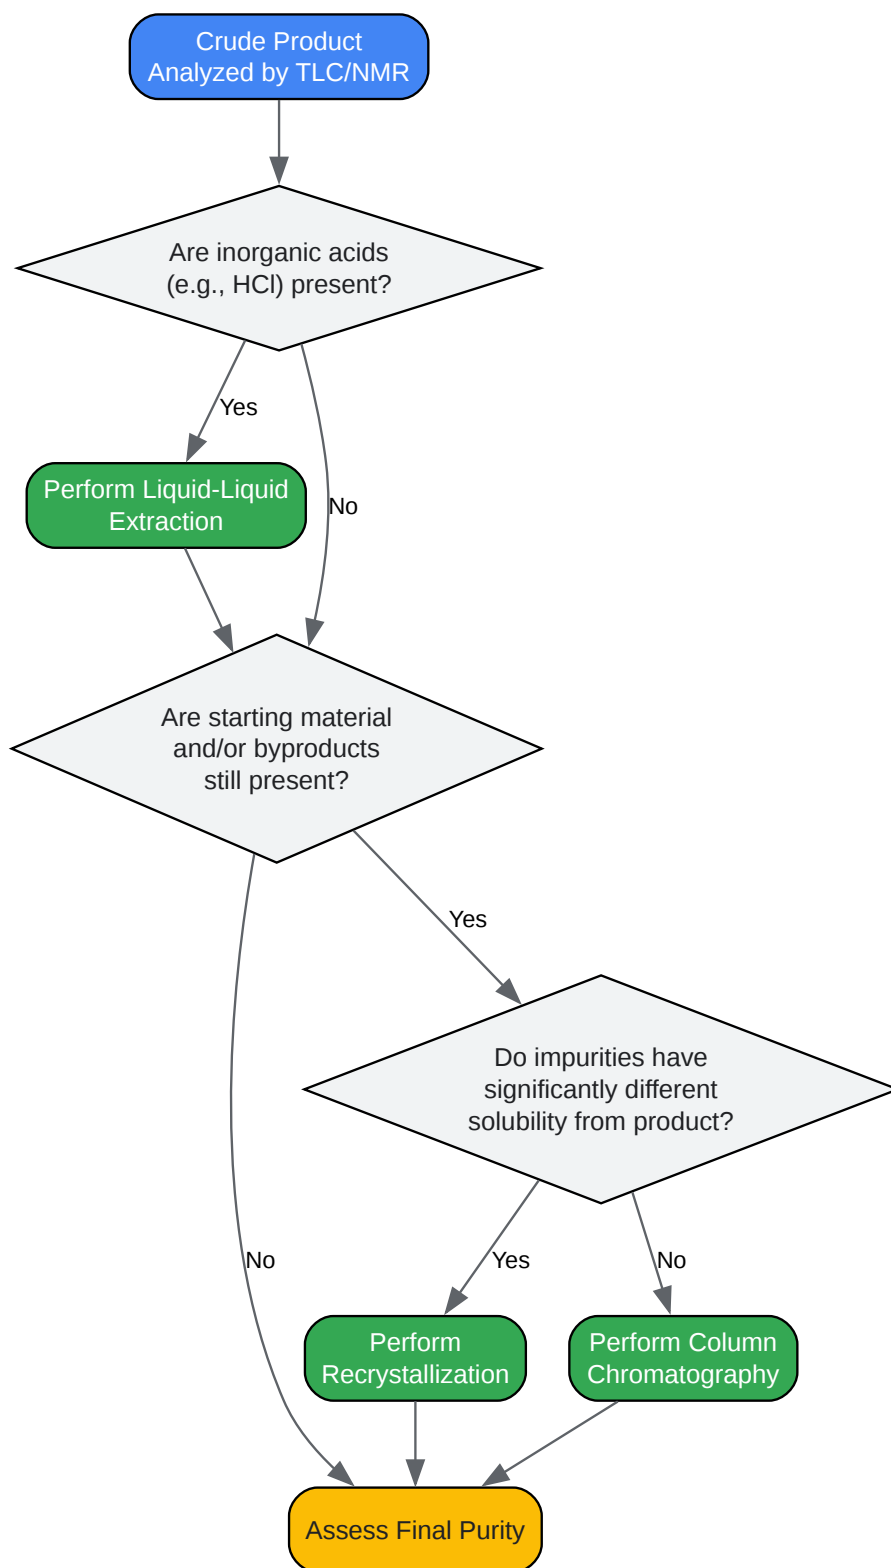 Crude Product
Analyzed by TLC/NMR
Are inorganic acids
(e.g., HCl) present?
Yes
Perform Liquid-Liquid
Extraction
No
Are starting material
and/or byproducts
still present?
Yes
Do impurities have
significantly different
solubility from product?
No
Yes
No
Perform
Recrystallization
Perform Column
Chromatography
Assess Final Purity